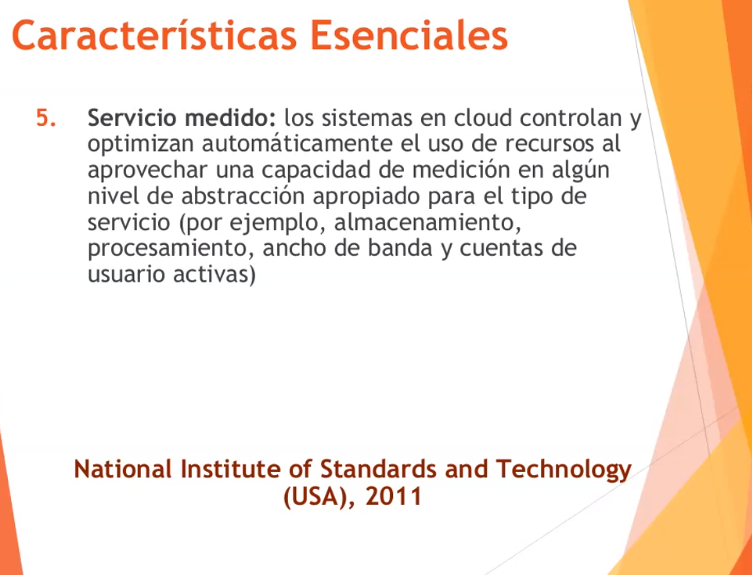 Características Esenciales
5. Servicio medido: los sistemas en cloud controlan y
optimizan automáticamente el uso de recursos al
aprovechar una capacidad de medición en algún
nivel de abstracción apropiado para el tipo de
servicio (por ejemplo, almacenamiento,
procesamiento, ancho de banda y cuentas de
usuario activas)
National Institute of Standards and Technology
(USA), 2011